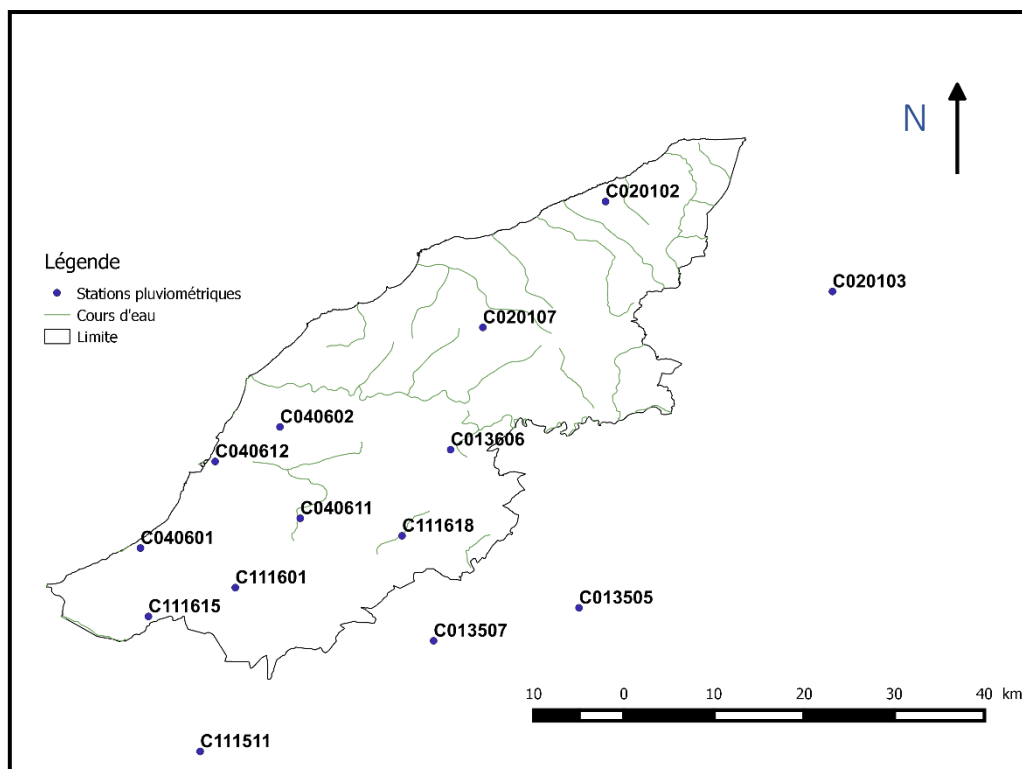 N
C020102
C020103
Légende
Stations pluviométriques
Cours d'eau
Limite
C020107
C040602
C013606
C040612
C040611
C111618
C040601
C111601
C111615
C013505
C013507
10 0 10 20 30 40 km
C111511